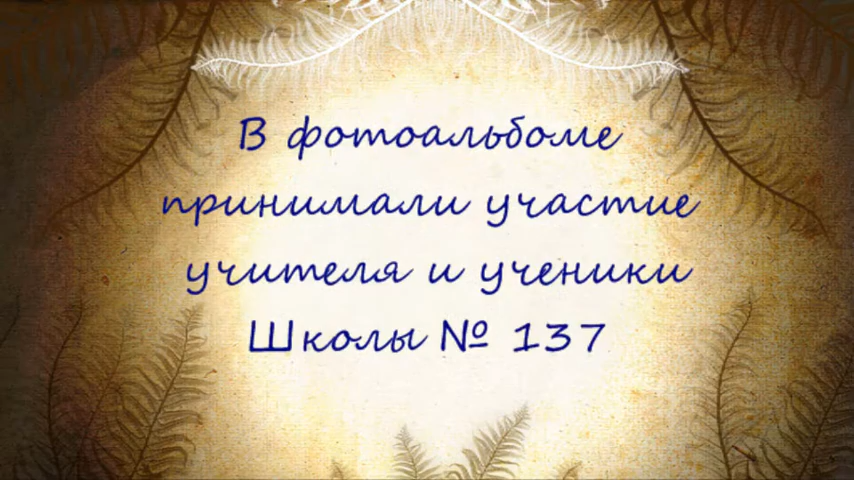 В фотоальбоме
принимали участие
учителя и ученики
Школы № 137